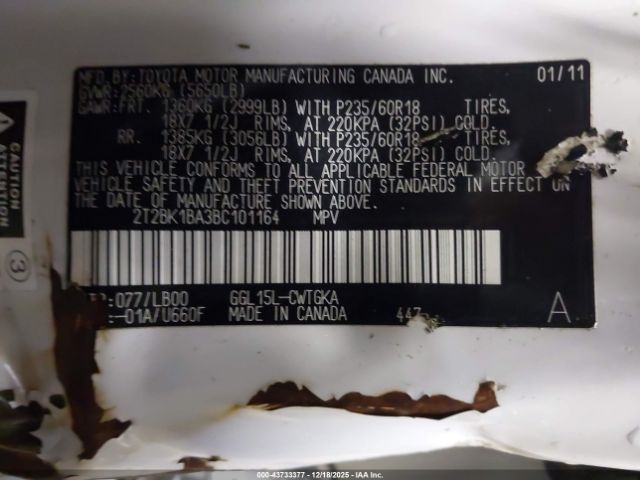 MFD.BY:TOYOTA MOTOR MANUFACTURING CANADA INC. 01/11
GVWR:2560KG (5650LB)
GAWR:FRT. 1360KG (2999LB) WITH P235/60R18 TIRES,
18X7 1/2J RIMS, AT 220KPA (32PSI) COLD.
RR. 1385KG (3056LB) WITH P235/60R18 TIRES,
18X7 1/2J RIMS, AT 220KPA (32PSI) COLD.
THIS VEHICLE CONFORMS TO ALL APPLICABLE FEDERAL MOTOR
VEHICLE SAFETY AND THEFT PREVENTION STANDARDS IN EFFECT ON
THE DATE OF MANUFACTURE SHOWN ABOVE.
2T2BK1BA3BC101164 MPV
077/LB00 GGL15L-CWTGKA
-01A/U660F MADE IN CANADA 447 A
CAUTION
ATTENTION
3
000-43733377 - 12/18/2025 - IAA Inc.